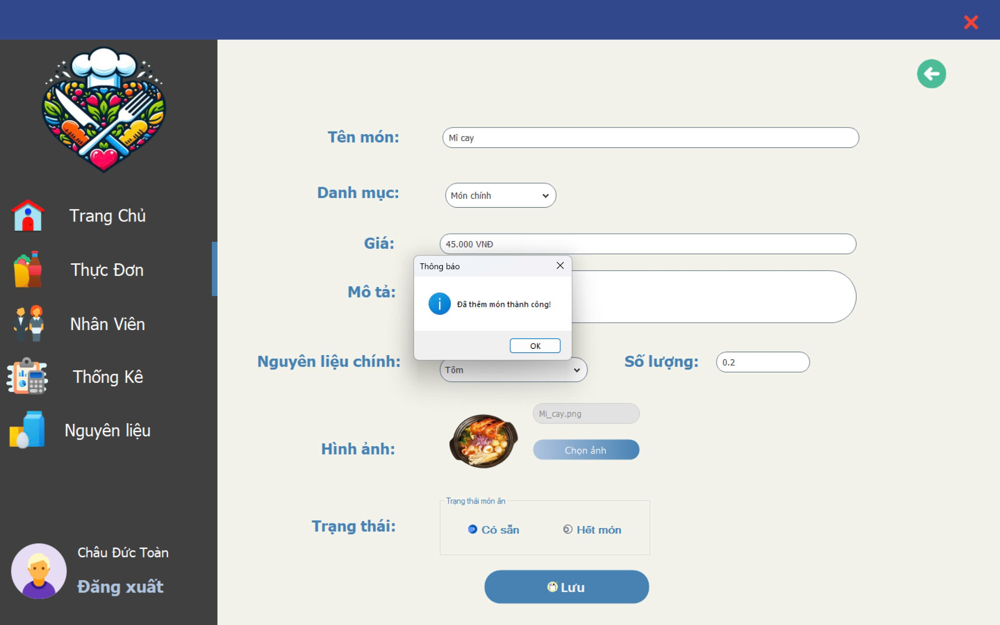 Trang Chủ
Thực Đơn
Nhân Viên
Thống Kê
Nguyên liệu
Châu Đức Toàn
Đăng xuất
Tên món:
Mì cay
Danh mục:
Món chính
Giá:
45.000 VNĐ
Mô tả:
Thông báo
Đã thêm món thành công!
OK
Nguyên liệu chính:
Tôm
Số lượng:
0.2
Hình ảnh:
Mi_cay.png
Chọn ảnh
Trạng thái:
Trạng thái món ăn
Có sẵn
Hết món
Lưu